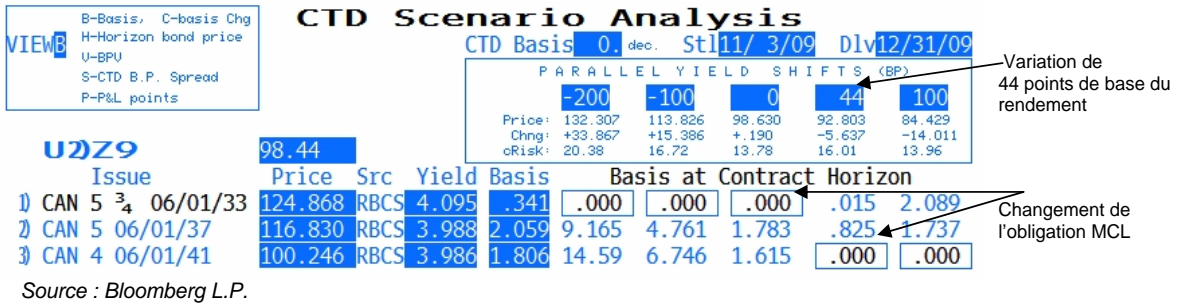 CTD Scenario Analysis
VIEW B
B-Basis, C-basis Chg
H-Horizon bond price
V-BPV
S-CTD B.P. Spread
P-P&L points
CTD Basis 0. dec. Stl 11/ 3/09 Dlv 12/31/09
PARALLEL YIELD SHIFTS (BP)
-200 -100 0 44 100
Price: 132.307 113.826 98.630 92.803 84.429
Chng: +33.867 +15.386 +.190 -5.637 -14.011
cRisk: 20.38 16.72 13.78 16.01 13.96
Variation de
44 points de base du
rendement
U2)Z9 98.44
Issue Price Src Yield Basis Basis at Contract Horizon
1) CAN 5 ¾ 06/01/33 124.868 RBCS 4.095 .341 .000 .000 .000 .015 2.089
2) CAN 5 06/01/37 116.830 RBCS 3.988 2.059 9.165 4.761 1.783 .825 1.737
3) CAN 4 06/01/41 100.246 RBCS 3.986 1.806 14.59 6.746 1.615 .000 .000
Changement de
l'obligation MCL
Source : Bloomberg L.P.